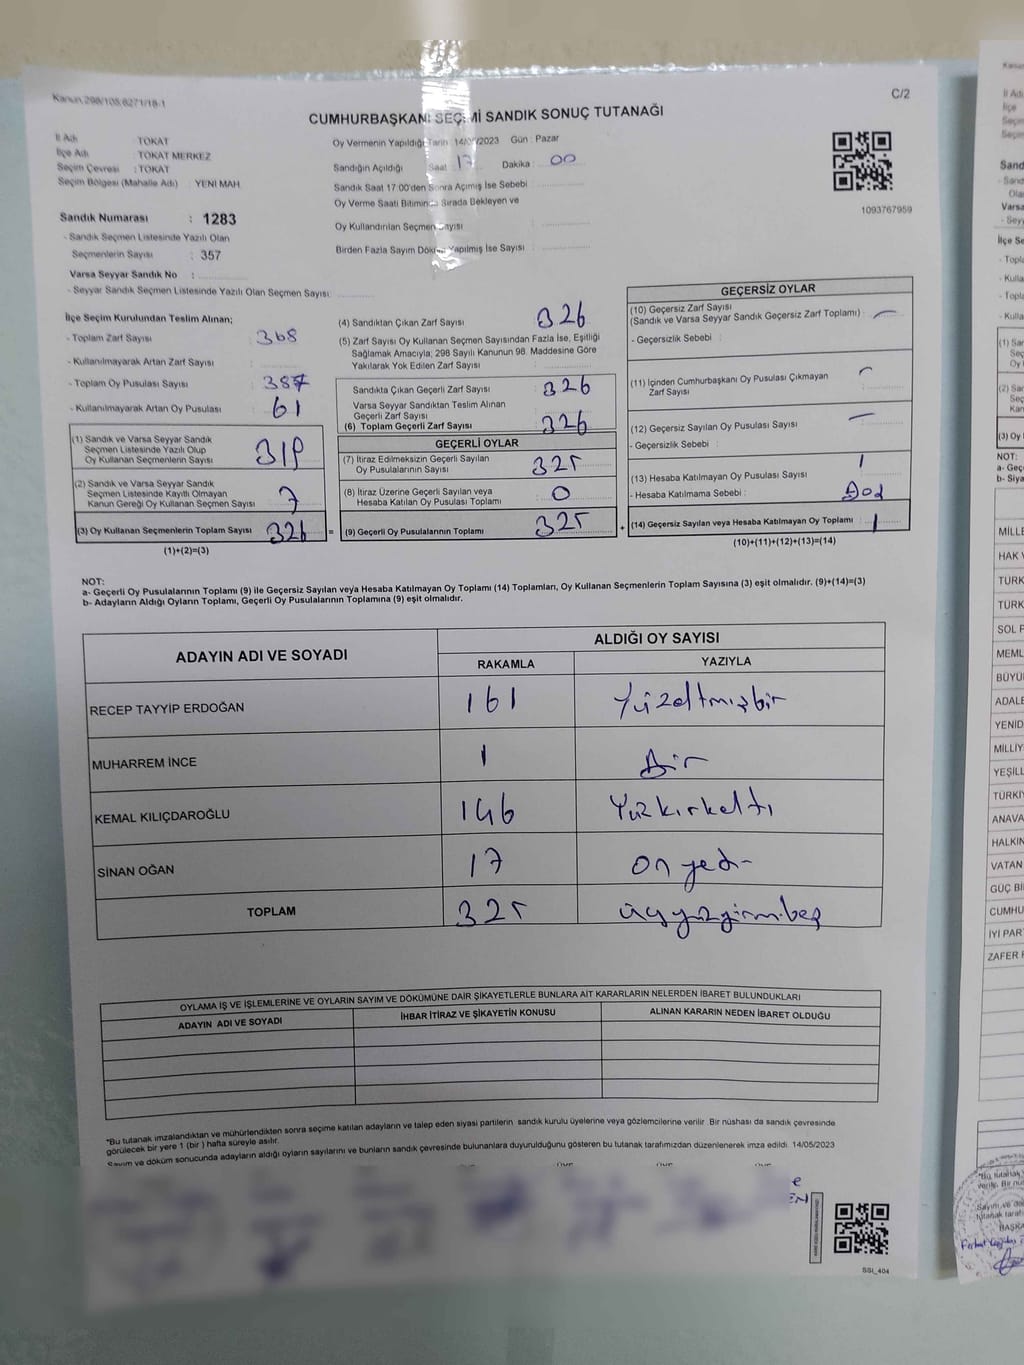 Kanun.298/105,6271/18-1
C/2
CUMHURBAŞKANI SEÇİMİ SANDIK SONUÇ TUTANAĞI
İl Adı : TOKAT
İlçe Adı : TOKAT MERKEZ
Seçim Çevresi : TOKAT
Seçim Bölgesi (Mahalle Adı) : YENİ MAH
Oy Vermenin Yapıldığı Tarih 14/05/2023 Gün : Pazar
Sandığın Açıldığı Saat 17 Dakika : 00
Sandık Saat 17.00'den Sonra Açımış İse Sebebi :
Oy Verme Saati Bitiminde Sırada Bekleyen ve
Oy Kullandırılan Seçmen Sayısı :
Birden Fazla Sayım Döküm Yapılmış İse Sayısı :
1093767959
Sandık Numarası : 1283
- Sandık Seçmen Listesinde Yazılı Olan
Seçmenlerin Sayısı : 357
Varsa Seyyar Sandık No :
- Seyyar Sandık Seçmen Listesinde Yazılı Olan Seçmen Sayısı:
İlçe Seçim Kurulundan Teslim Alınan;
- Toplam Zarf Sayısı : 368
- Kullanılmayarak Artan Zarf Sayısı :
- Toplam Oy Pusulası Sayısı : 387
- Kullanılmayarak Artan Oy Pusulası : 61
(1) Sandık ve Varsa Seyyar Sandık
Seçmen Listesinde Yazılı Olup
Oy Kullanan Seçmenlerin Sayısı : 319
(2) Sandık ve Varsa Seyyar Sandık
Seçmen Listesinde Kayıtlı Olmayan
Kanun Gereği Oy Kullanan Seçmen Sayısı : 7
(3) Oy Kullanan Seçmenlerin Toplam Sayısı : 326 =
(1)+(2)=(3)
(4) Sandıktan Çıkan Zarf Sayısı : 326
(5) Zarf Sayısı Oy Kullanan Seçmen Sayısından Fazla İse, Eşitliği
Sağlamak Amacıyla; 298 Sayılı Kanunun 98. Maddesine Göre
Yakılarak Yok Edilen Zarf Sayısı :
Sandıkta Çıkan Geçerli Zarf Sayısı : 326
Varsa Seyyar Sandıktan Teslim Alınan
Geçerli Zarf Sayısı :
(6) Toplam Geçerli Zarf Sayısı : 326
GEÇERLİ OYLAR
(7) İtiraz Edilmeksizin Geçerli Sayılan
Oy Pusulalarının Sayısı : 325
(8) İtiraz Üzerine Geçerli Sayılan veya
Hesaba Katılan Oy Pusulası Toplamı : 0
(9) Geçerli Oy Pusulalarının Toplamı : 325 +
GEÇERSİZ OYLAR
(10) Geçersiz Zarf Sayısı
(Sandık ve Varsa Seyyar Sandık Geçersiz Zarf Toplamı) : -
- Geçersizlik Sebebi :
(11) İçinden Cumhurbaşkanı Oy Pusulası Çıkmayan
Zarf Sayısı : -
(12) Geçersiz Sayılan Oy Pusulası Sayısı : -
- Geçersizlik Sebebi :
(13) Hesaba Katılmayan Oy Pusulası Sayısı : 1
- Hesaba Katılmama Sebebi :
(14) Geçersiz Sayılan veya Hesaba Katılmayan Oy Toplamı : 1
(10)+(11)+(12)+(13)=(14)
NOT:
a- Geçerli Oy Pusulalarının Toplamı (9) ile Geçersiz Sayılan veya Hesaba Katılmayan Oy Toplamı (14) Toplamları, Oy Kullanan Seçmenlerin Toplam Sayısına (3) eşit olmalıdır. (9)+(14)=(3)
b- Adayların Aldığı Oyların Toplamı, Geçerli Oy Pusulalarının Toplamına (9) eşit olmalıdır.
ADAYIN ADI VE SOYADI ALDIĞI OY SAYISI
RAKAMLA YAZIYLA
RECEP TAYYİP ERDOĞAN 161 Yüzaltmışbir
MUHARREM İNCE 1 Bir
KEMAL KILIÇDAROĞLU 146 Yüzkırkaltı
SİNAN OĞAN 17 on yedi
TOPLAM 325 üçyüzyirmibeş
OYLAMA İŞ VE İŞLEMLERİNE VE OYLARIN SAYIM VE DÖKÜMÜNE DAİR ŞİKAYETLERLE BUNLARA AİT KARARLARIN NELERDEN İBARET BULUNDUKLARI
ADAYIN ADI VE SOYADI İHBAR İTİRAZ VE ŞİKAYETİN KONUSU ALINAN KARARIN NEDEN İBARET OLDUĞU
*Bu tutanak imzalandıktan ve mühürlendikten sonra seçime katılan adayların ve talep eden siyasi partilerin sandık kurulu üyelerine veya gözlemcilerine verilir. Bir nüshası da sandık çevresinde
görülecek bir yere 1 (bir) hafta süreyle asılır.
Sayım ve döküm sonucunda adayların aldığı oyların sayılarını ve bunların sandık çevresinde bulunanlara duyurulduğunu gösteren bu tutanak tarafımızdan düzenlenerek imza edildi. 14/05/2023
SSI_404
NOT:
HAK
SOL
ADALE
MİLLİY
YEŞİLL
ANAVA
HALKIN
VATAN
GÜÇ Bİ
CUMHU
İYİ PAR
ZAFER